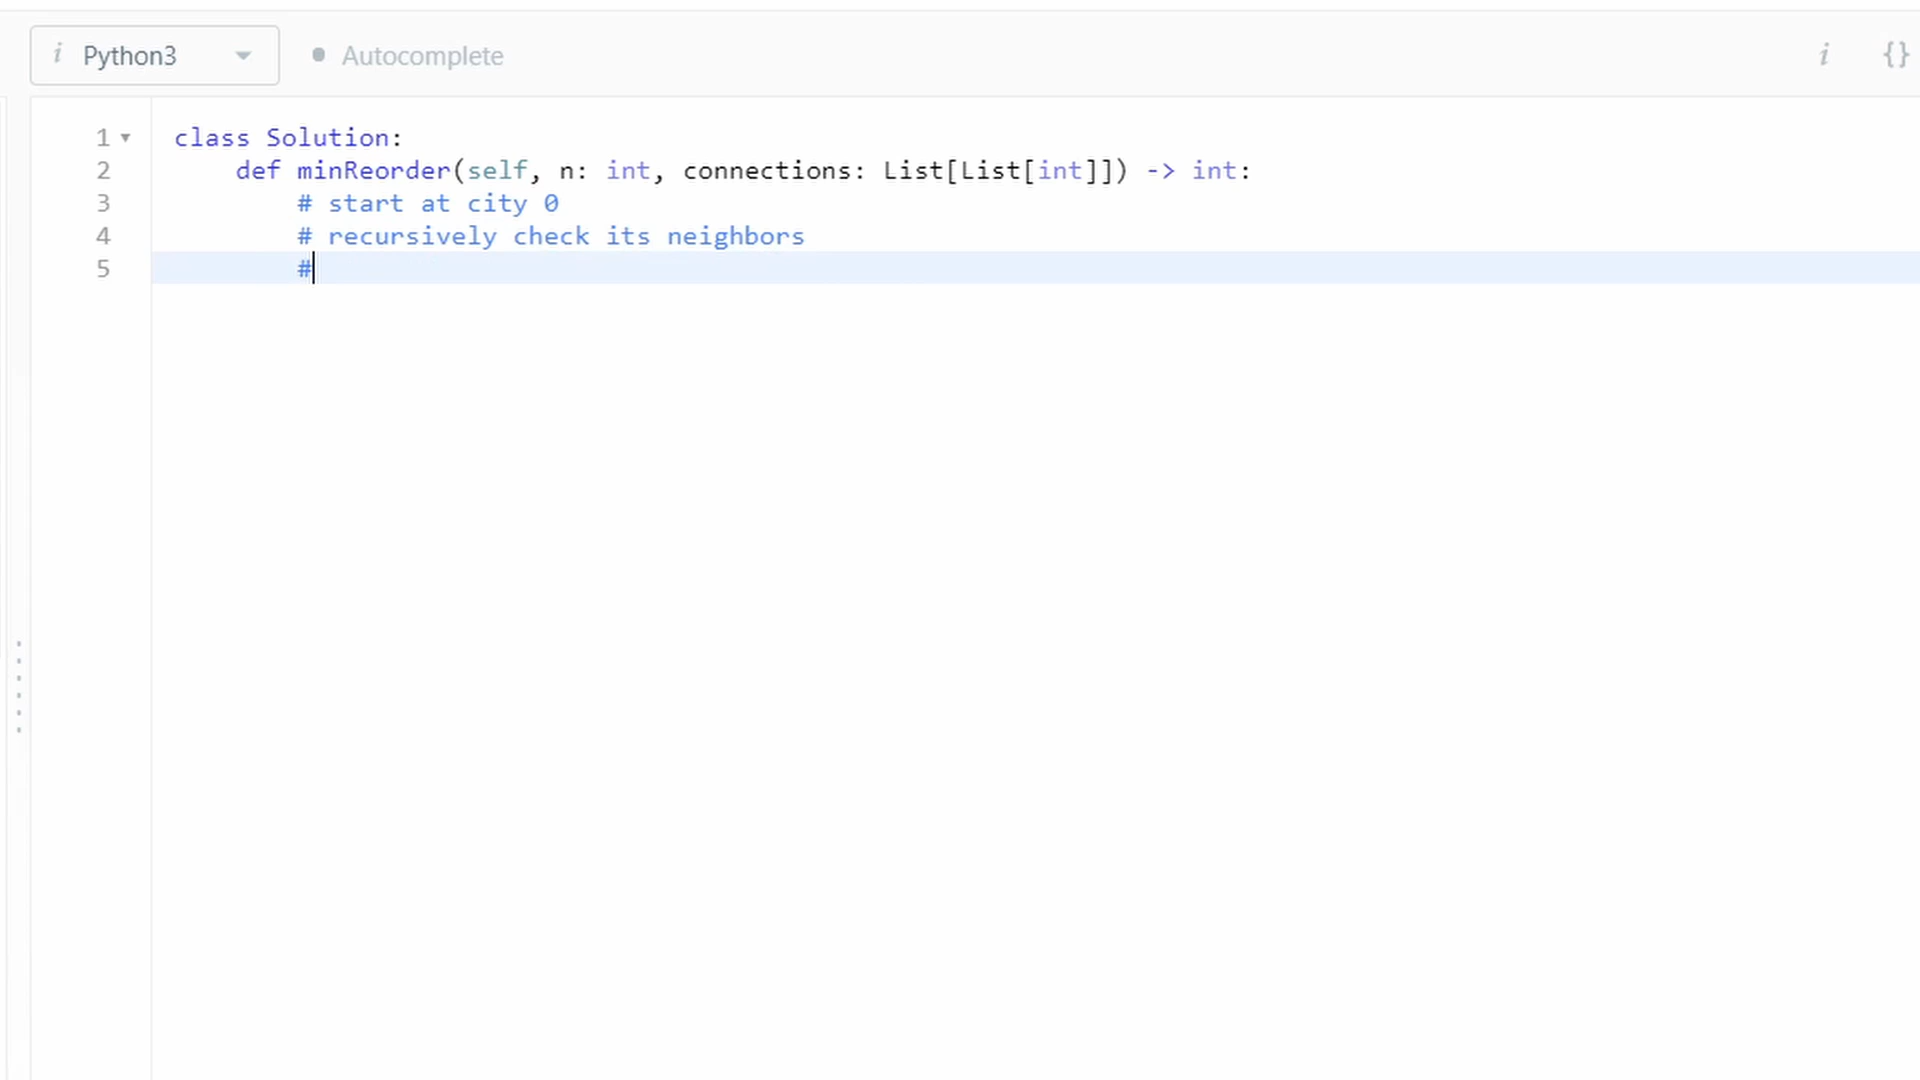 i Python3 Autocomplete i {}
1 class Solution:
2 def minReorder(self, n: int, connections: List[List[int]]) -> int:
3 # start at city 0
4 # recursively check its neighbors
5 #